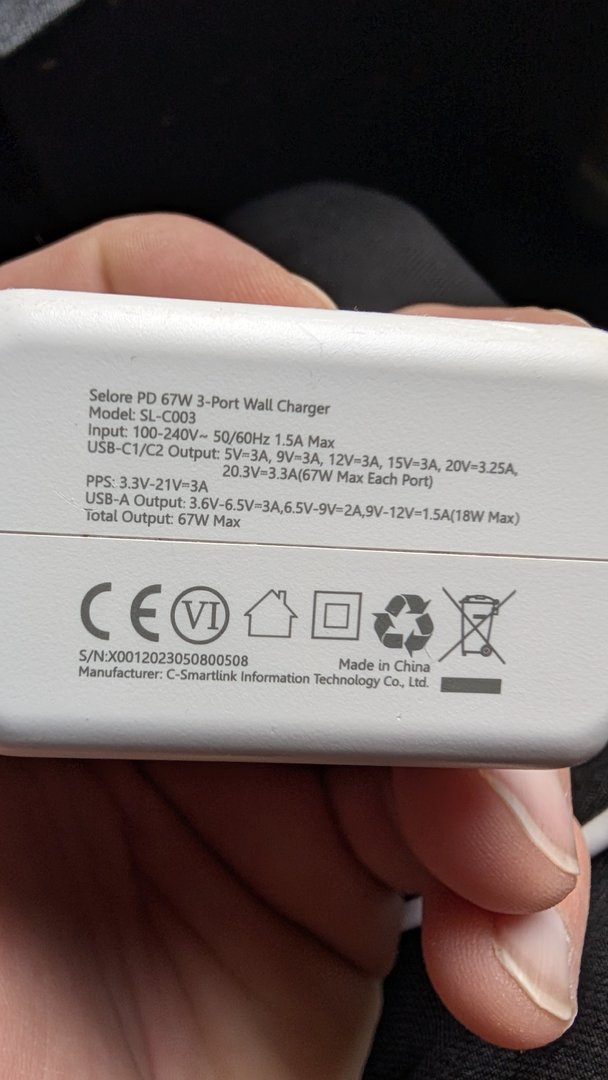 Selore PD 67W 3-Port Wall Charger
Model: SL-C003
Input: 100-240V~ 50/60Hz 1.5A Max
USB-C1/C2 Output: 5V=3A, 9V=3A, 12V=3A, 15V=3A, 20V=3.25A,
20.3V=3.3A(67W Max Each Port)
PPS: 3.3V-21V=3A
USB-A Output: 3.6V-6.5V=3A,6.5V-9V=2A,9V-12V=1.5A(18W Max)
Total Output: 67W Max
CE VI
S/N:X0012023050800508
Made in China
Manufacturer: C-Smartlink Information Technology Co., Ltd.